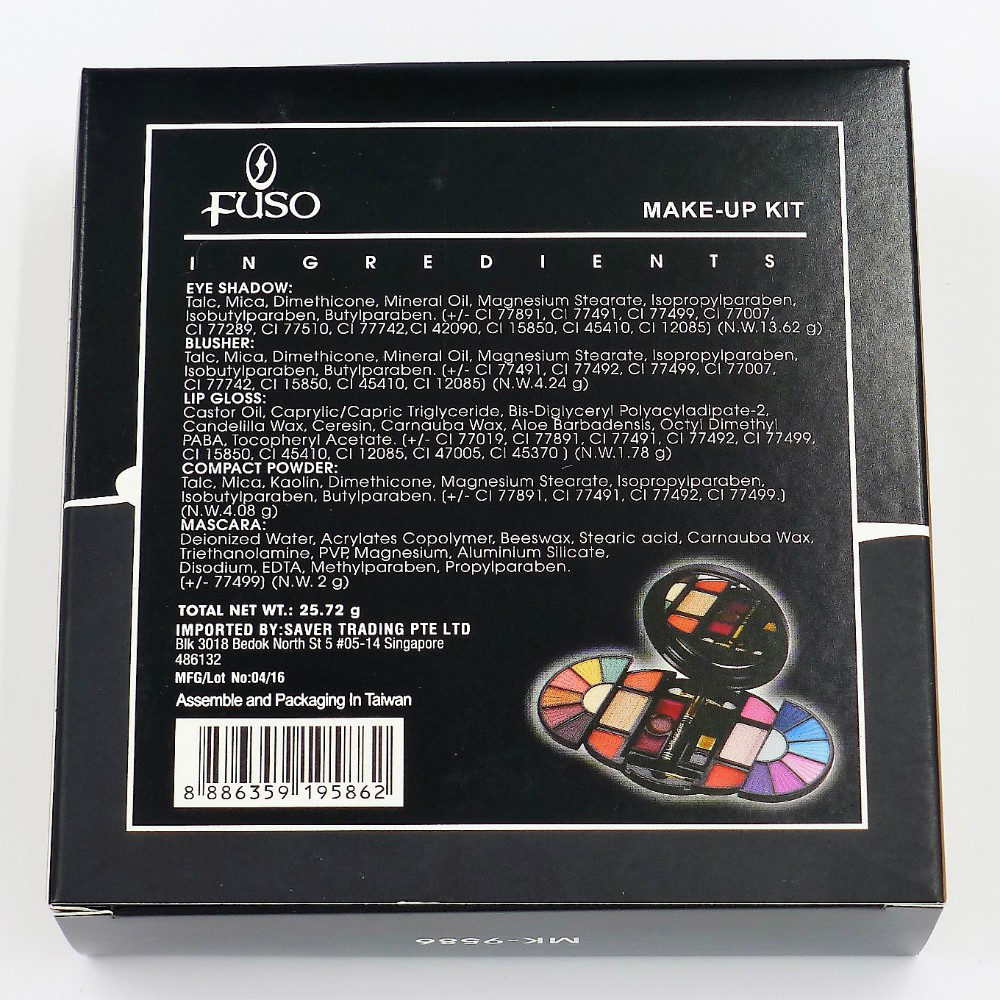 FUSO
MAKE-UP KIT
INGREDIENTS
EYE SHADOW:
Talc, Mica, Dimethicone, Mineral Oil, Magnesium Stearate, Isopropylparaben,
Isobutylparaben, Butylparaben. (+/- CI 77891, CI 77491, CI 77499, CI 77007,
CI 77289, CI 77510, CI 77742,CI 42090, CI 15850, CI 45410, CI 12085) (N.W.13.62 g)
BLUSHER:
Talc, Mica, Dimethicone, Mineral Oil, Magnesium Stearate, Isopropylparaben,
Isobutylparaben, Butylparaben. (+/- CI 77491, CI 77492, CI 77499, CI 77007,
CI 77742, CI 15850, CI 45410, CI 12085) (N.W.4.24 g)
LIP GLOSS:
Castor Oil, Caprylic/Capric Triglyceride, Bis-Diglyceryl Polyacyladipate-2,
Candelilla Wax, Ceresin, Carnauba Wax, Aloe Barbadensis, Octyl Dimethyl
PABA, Tocopheryl Acetate. (+/- CI 77019, CI 77891, CI 77491, CI 77492, CI 77499,
CI 15850, CI 45410, CI 12085, CI 47005, CI 45370 ) (N.W.1.78 g)
COMPACT POWDER:
Talc, Mica, Kaolin, Dimethicone, Magnesium Stearate, Isopropylparaben,
Isobutylparaben, Butylparaben. (+/- CI 77891, CI 77491, CI 77492, CI 77499.)
(N.W.4.08 g)
MASCARA:
Deionized Water, Acrylates Copolymer, Beeswax, Stearic acid, Carnauba Wax,
Triethanolamine, PVP, Magnesium, Aluminium Silicate,
Disodium, EDTA, Methylparaben, Propylparaben.
(+/- 77499) (N.W. 2 g)
TOTAL NET WT.: 25.72 g
IMPORTED BY:SAVER TRADING PTE LTD
Blk 3018 Bedok North St 5 #05-14 Singapore
486132
MFG/Lot No:04/16
Assemble and Packaging In Taiwan
8 886359 195862
MK-9586